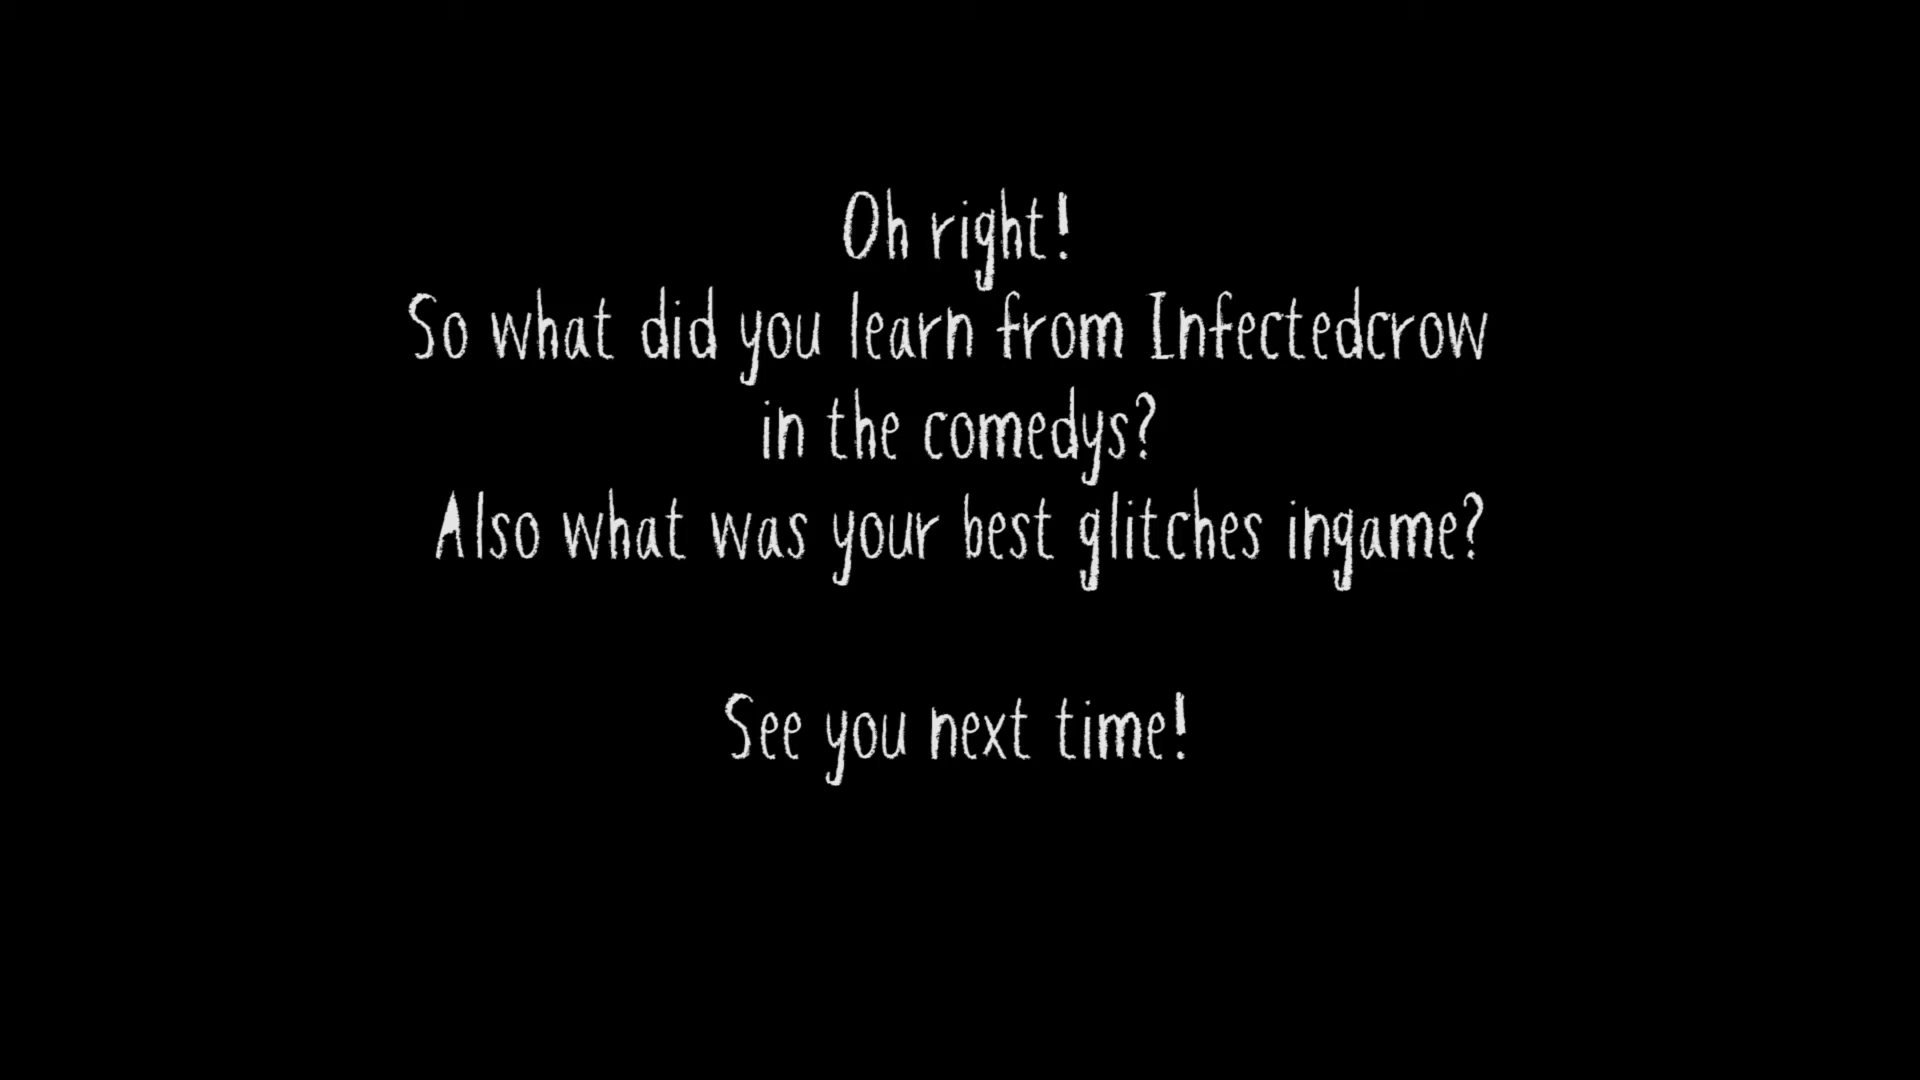 Oh right!
So what did you learn from Infectedcrow
in the comedys?
Also what was your best glitches ingame?
See you next time!